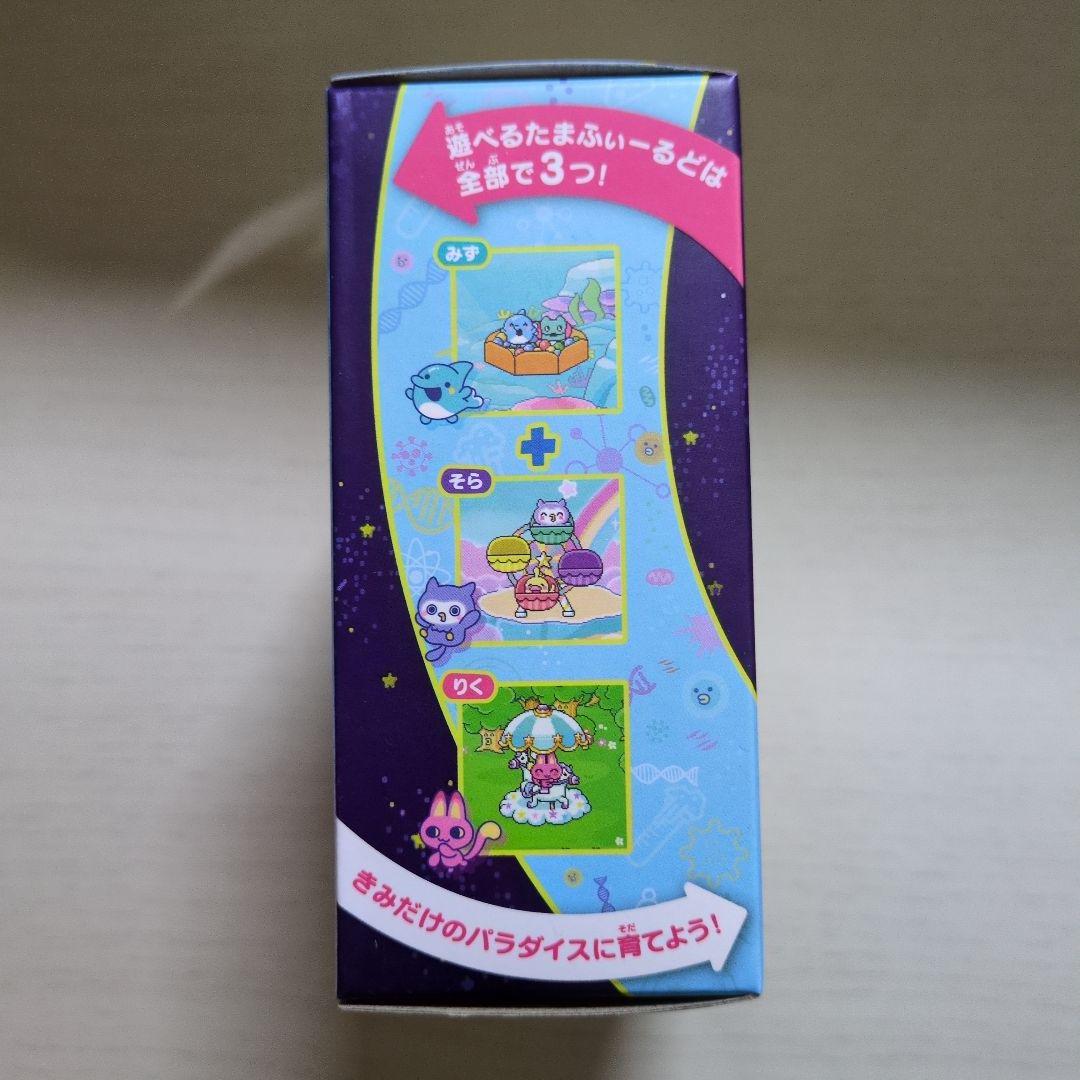 遊べるたまふぃーるどは
全部で3つ!
みず
そら
りく
きみだけのパラダイスに育てよう!